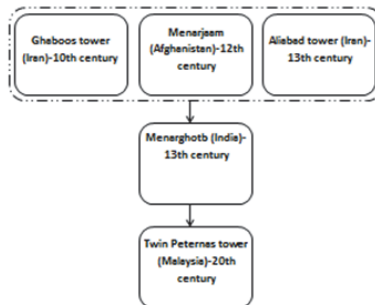 Ghaboos tower
(Iran)-10th century
Menarjaam
(Afghanistan)-12th
century
Aliabad tower (Iran)-
13th century
Menarghotb (India)-
13th century
Twin Peternas tower
(Malaysia)-20th
century